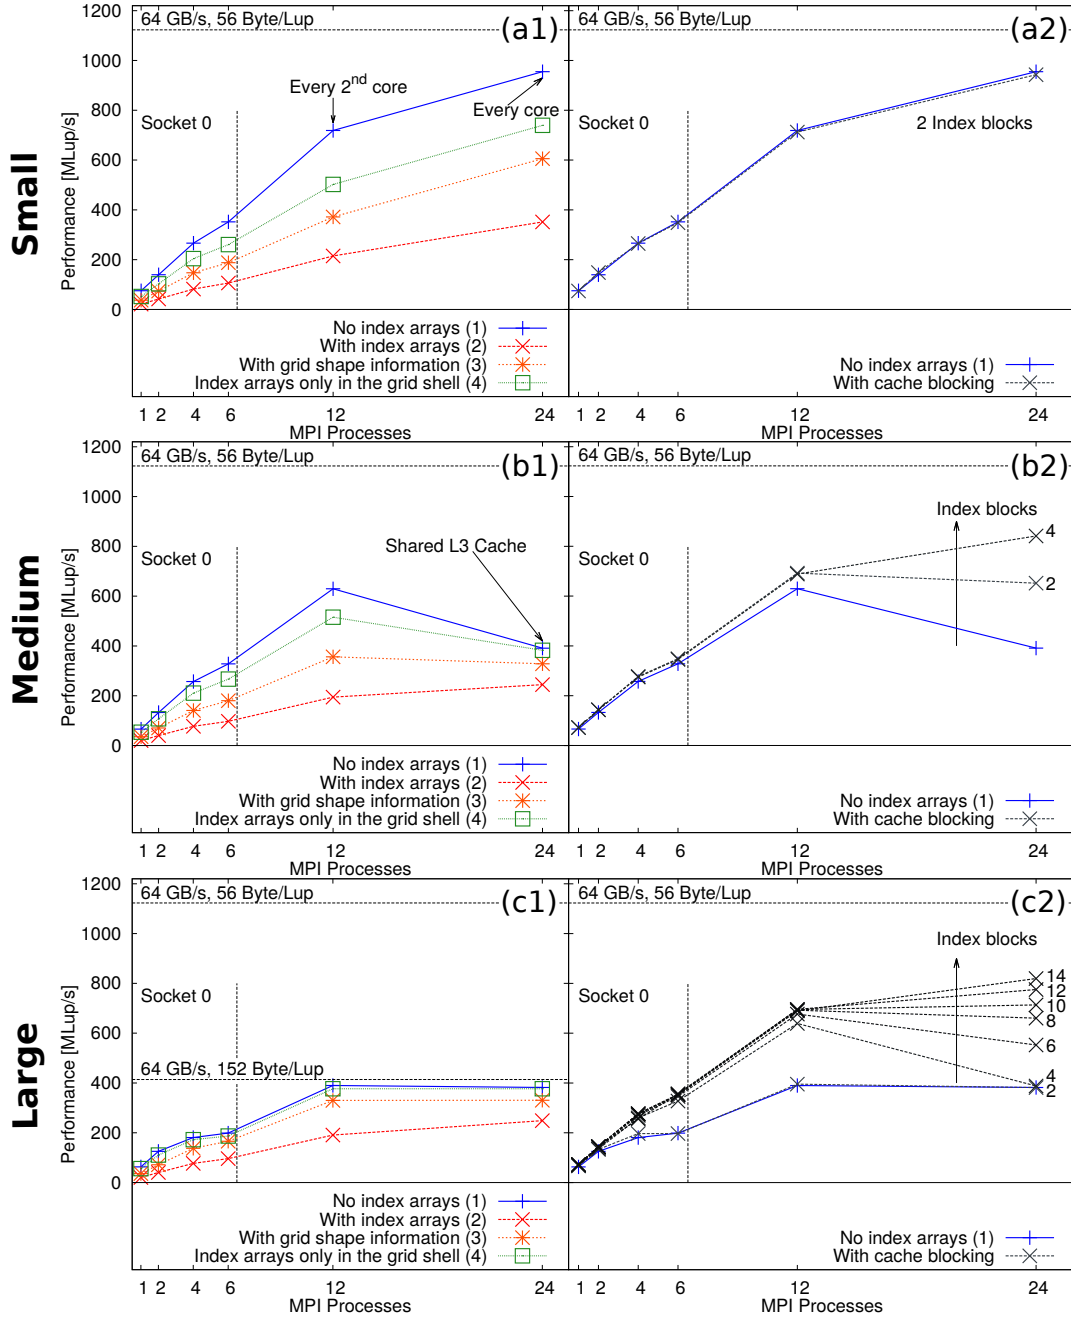 Small
64 GB/s, 56 Byte/Lup
(a1)
1200
1000
800
600
400
200
0
Performance [MLup/s]
Every 2nd core
Every core
Socket 0
No index arrays (1)
With index arrays (2)
With grid shape information (3)
Index arrays only in the grid shell (4)
1 2 4 6 12 24
MPI Processes
64 GB/s, 56 Byte/Lup
(a2)
Socket 0
2 Index blocks
No index arrays (1)
With cache blocking
1 2 4 6 12 24
MPI Processes
Medium
64 GB/s, 56 Byte/Lup
(b1)
1200
1000
800
600
400
200
0
Performance [MLup/s]
Socket 0
Shared L3 Cache
No index arrays (1)
With index arrays (2)
With grid shape information (3)
Index arrays only in the grid shell (4)
1 2 4 6 12 24
MPI Processes
64 GB/s, 56 Byte/Lup
(b2)
Index blocks
4
2
Socket 0
No index arrays (1)
With cache blocking
1 2 4 6 12 24
MPI Processes
Large
64 GB/s, 56 Byte/Lup
(c1)
1200
1000
800
600
400
200
0
Performance [MLup/s]
Socket 0
64 GB/s, 152 Byte/Lup
No index arrays (1)
With index arrays (2)
With grid shape information (3)
Index arrays only in the grid shell (4)
1 2 4 6 12 24
MPI Processes
64 GB/s, 56 Byte/Lup
(c2)
Index blocks
Socket 0
14
12
10
8
6
4
2
No index arrays (1)
With cache blocking
1 2 4 6 12 24
MPI Processes